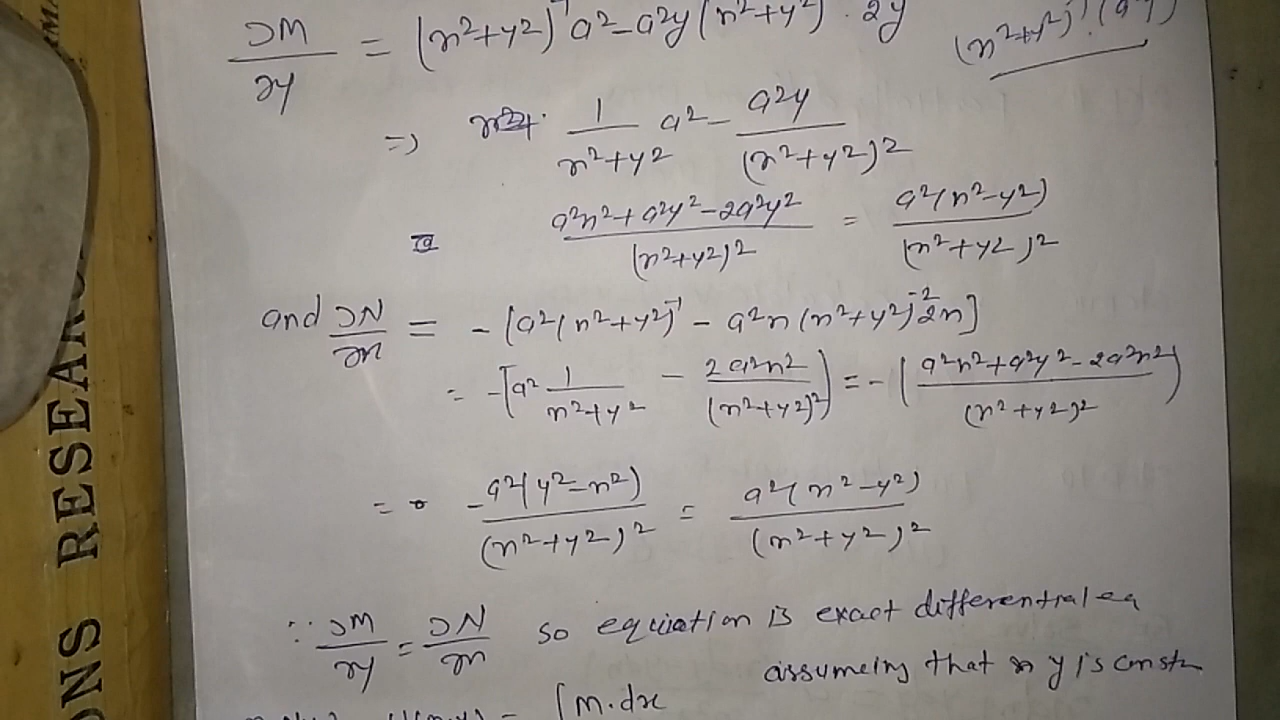 ∂M/∂y = (x²+y²)⁻¹ a² - a²y (x²+y²) . 2y
(x²+y²)⁻¹
=> 1/(x²+y²) a² - a²y/(x²+y²)²
(a²x² + a²y² - 2a²y²)/(x²+y²)² = a²(x²-y²)/(x²+y²)²
and ∂N/∂x = - [a²(x²+y²)⁻¹ - a²x (x²+y²)⁻² 2x]
= -[a² 1/(x²+y²) - 2a²x²/(x²+y²)²) = - ((a²x²+a²y²-2a²x²)/(x²+y²)²)
= -a²(y²-x²)/(x²+y²)² = a²(x²-y²)/(x²+y²)²
∵ ∂M/∂y = ∂N/∂x so equiation is exact differential eq
assumeing that y is const
= ∫M.dx
ONS RESEAR